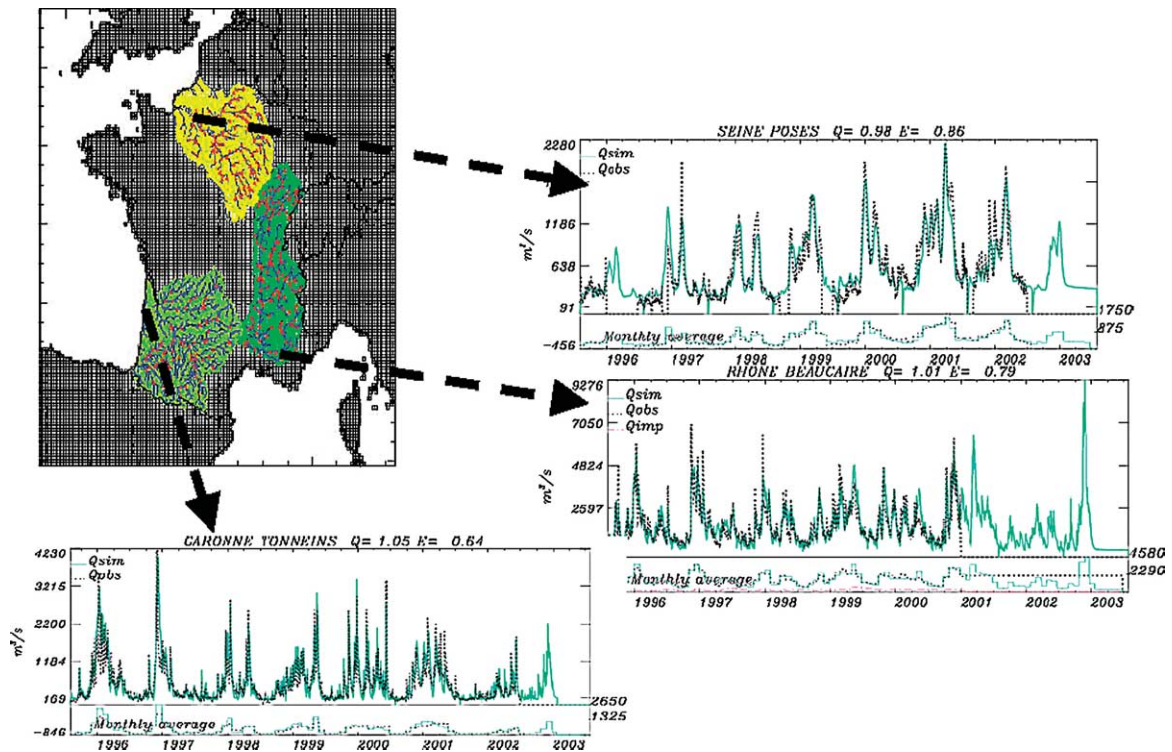 SEINE POSES Q= 0.98 E= 0.86
2280
1186
638
91
-456
m³/s
Qsim
Qobs
1750
875
Monthly average
1996 1997 1998 1999 2000 2001 2002 2003
RHONE BEAUCAIRE Q= 1.01 E= 0.79
9276
7050
4824
2597
m³/s
Qsim
Qobs
Qimp
4580
2290
Monthly average
1996 1997 1998 1999 2000 2001 2002 2003
GARONNE TONNEINS Q= 1.05 E= 0.64
4230
3215
2200
1184
169
-846
m³/s
Qsim
Qobs
2650
1325
Monthly average
1996 1997 1998 1999 2000 2001 2002 2003